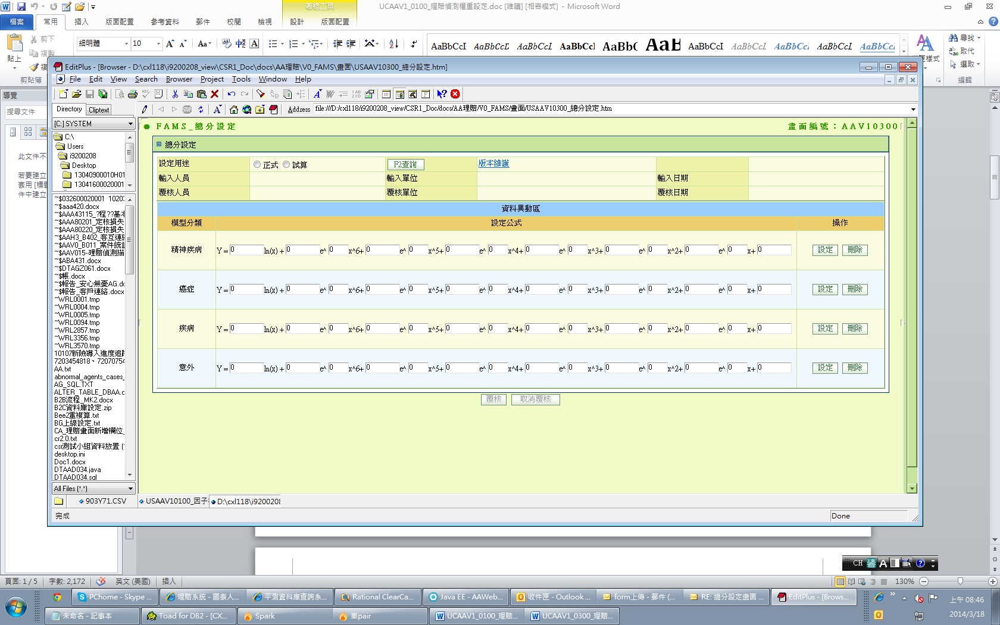 UCAAV1_0100_理賠偵測權重設定.doc [唯讀] [相容模式] - Microsoft Word
表格工具
檔案 常用 插入 版面配置 參考資料 郵件 校閱 檢視 設計 版面配置
貼上 剪下 複製 複
剪貼簿
細明體 10
AaBbCcI AaBbCcD AaBbCcI AaBbCcI AaBbC AaB AaBbCcI AaBbCcI AaBbCcI AaBbCcI AaBbCcI
尋找 取代 選取
編輯
導覽
搜尋文件
此文件不
若要建立
件中建立
EditPlus - [Browser - D:\cxl118\i9200208_view\CSR1_Doc\docs\AA理賠\V0_FAMS\畫面\USAAV10300_總分設定.htm]
File Edit View Search Browser Project Tools Window Help
Directory Cliptext
Address file:///D:/cxl118/i9200208_view/CSR1_Doc/docs/AA理賠/V0_FAMS/畫面/USAAV10300_總分設定.htm
[C:] SYSTEM
C:\
Users
i9200208
Desktop
13040900010H01
13041600020001
~$032600020001 1020:
~$aaa420.docx
~$AAA43115_?程??基本
~$AAA80201_定核損失
~$AAA80220_定核損失
~$AAH3_B402_客互連絡
~$AAV0_B011_案件統計
~$AAV015-理賠偵測描
~$ABA431.docx
~$DTAGZ061.docx
~$帳.docx
~$報告_安心無憂AG.do
~$報告_客戶連絡.docx
~WRL0001.tmp
~WRL0004.tmp
~WRL0005.tmp
~WRL0094.tmp
~WRL2857.tmp
~WRL3356.tmp
~WRL3570.tmp
10107新險導入進度追蹤
7203454818、7207075
AA.txt
abnormal_agents_cases_
AG_SQL.TXT
ALTER_TABLE_DBAA.c
B2B流程_MK2.docx
B2C資料庫設定.zip
Bee2重複算.txt
BG上線設定.txt
CA_理賠畫面新增欄位_
cr2.0.txt
csr測試小組資料放置 (
desktop.ini
Doc1.docx
DTAAD034.java
DTAAD034.sql
All Files (*.*)
FAMS_總分設定 畫面編號：AAV10300
總分設定
設定用途 正式 試算 F2查詢 版本維護
輸入人員 輸入單位 輸入日期
覆核人員 覆核單位 覆核日期
資料異動區
模型分類 設定公式 操作
精神疾病 Y = 0 ln(x) + 0 e^ 0 x^6+ 0 e^ 0 x^5+ 0 e^ 0 x^4+ 0 e^ 0 x^3+ 0 e^ 0 x^2+ 0 e^ 0 x+ 0 設定 刪除
癌症 Y = 0 ln(x) + 0 e^ 0 x^6+ 0 e^ 0 x^5+ 0 e^ 0 x^4+ 0 e^ 0 x^3+ 0 e^ 0 x^2+ 0 e^ 0 x+ 0 設定 刪除
疾病 Y = 0 ln(x) + 0 e^ 0 x^6+ 0 e^ 0 x^5+ 0 e^ 0 x^4+ 0 e^ 0 x^3+ 0 e^ 0 x^2+ 0 e^ 0 x+ 0 設定 刪除
意外 Y = 0 ln(x) + 0 e^ 0 x^6+ 0 e^ 0 x^5+ 0 e^ 0 x^4+ 0 e^ 0 x^3+ 0 e^ 0 x^2+ 0 e^ 0 x+ 0 設定 刪除
覆核 取消覆核
903Y71.CSV USAAV10100_因子 D:\cxl118\i9200208
完成 Done
CH
頁面: 1 / 5 字數: 2,172 英文 (美國) 插入 130%
PChome - Skype ... 理賠系統 - 國泰人... 平測資料庫查詢系... Rational ClearCa... Java EE - AAWeb... 收件匣 - Outlook ... form上傳 - 郵件 (... RE: 總分設定畫面 ... EditPlus - [Brows...
上午 08:46
未命名 - 記事本 Toad for DB2 - [CX... Spark 東pair UCAAV1_0100_理賠... UCAAV1_0300_理賠...
2014/3/18